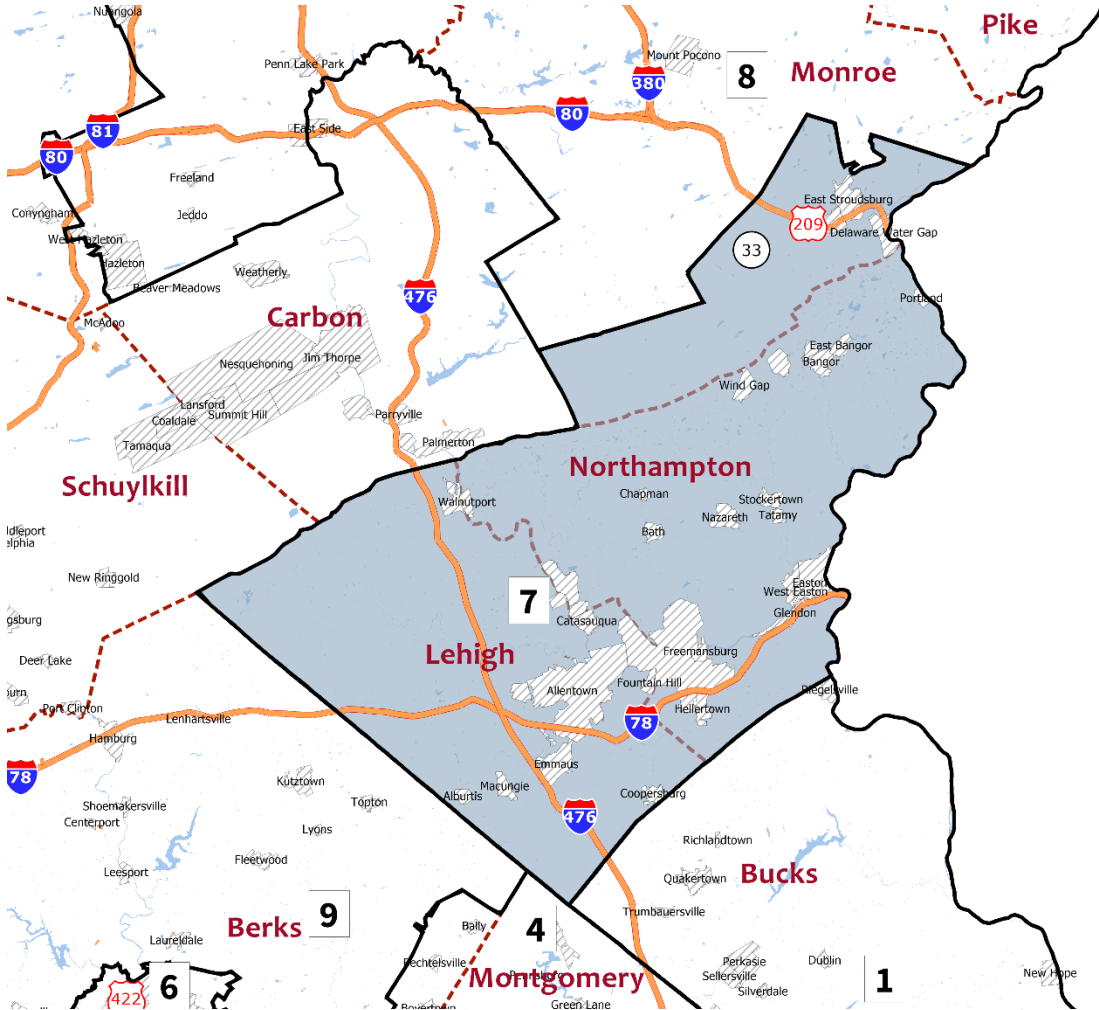 Nuangola
Pike
Penn Lake Park
Mount Pocono
8
Monroe
380
81
80
East Side
80
Freeland
East Stroudsburg
Conyngham
Jeddo
209
Delaware Water Gap
West Hazleton
33
Hazleton
Weatherly
Beaver Meadows
476
Portland
McAdoo
Carbon
East Bangor
Nesquehoning
Jim Thorpe
Bangor
Wind Gap
Lansford
Summit Hill
Parryville
Coaldale
Tamaqua
Palmerton
Northampton
Schuylkill
Walnutport
Chapman
Stockertown
Nazareth
Tatamy
Bath
New Ringgold
Easton
West Easton
7
Glendon
Catasauqua
Lehigh
Freemansburg
Deer Lake
Fountain Hill
Allentown
Riegelsville
Port Clinton
Lenhartsville
Hellertown
78
Hamburg
Emmaus
78
Kutztown
Macungie
Alburtis
Coopersburg
Topton
Shoemakersville
Centerport
476
Lyons
Richlandtown
Fleetwood
Leesport
Bucks
Quakertown
9
Trumbauersville
Berks
Bally
4
Laureldale
Perkasie
Dublin
Bechtelsville
Montgomery
Sellersville
1
New Hope
6
Silverdale
422
Green Lane